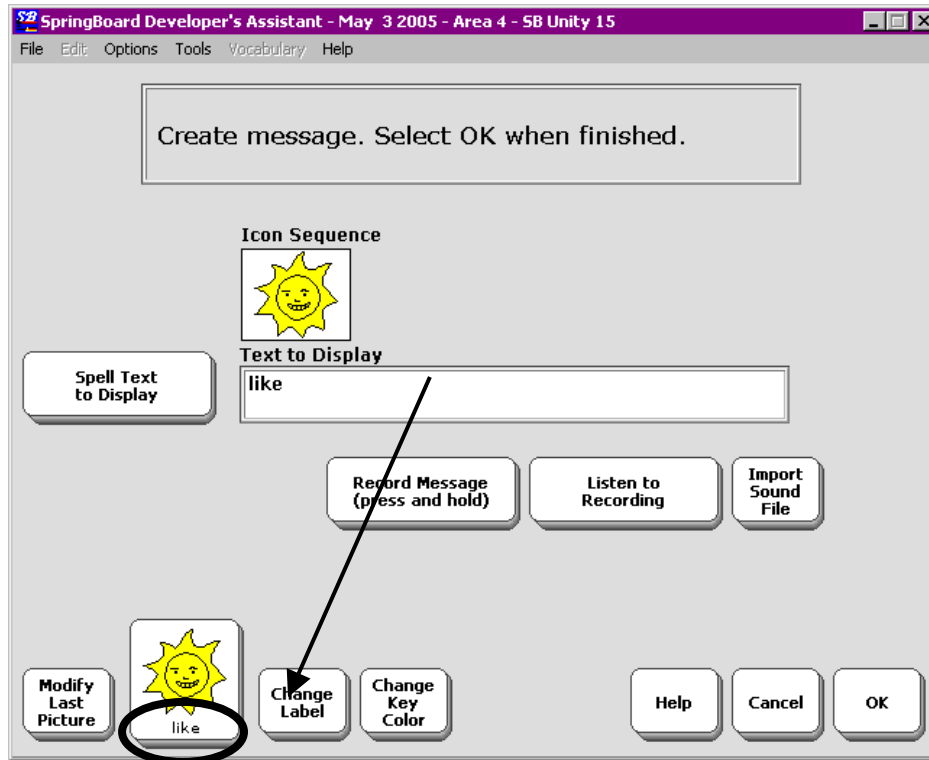 SB SpringBoard Developer's Assistant - May 3 2005 - Area 4 - SB Unity 15
File Edit Options Tools Vocabulary Help
Create message. Select OK when finished.
Icon Sequence
Text to Display
Spell Text
to Display
like
Record Message
(press and hold)
Listen to
Recording
Import
Sound
File
Modify
Last
Picture
like
Change
Label
Change
Key
Color
Help
Cancel
OK